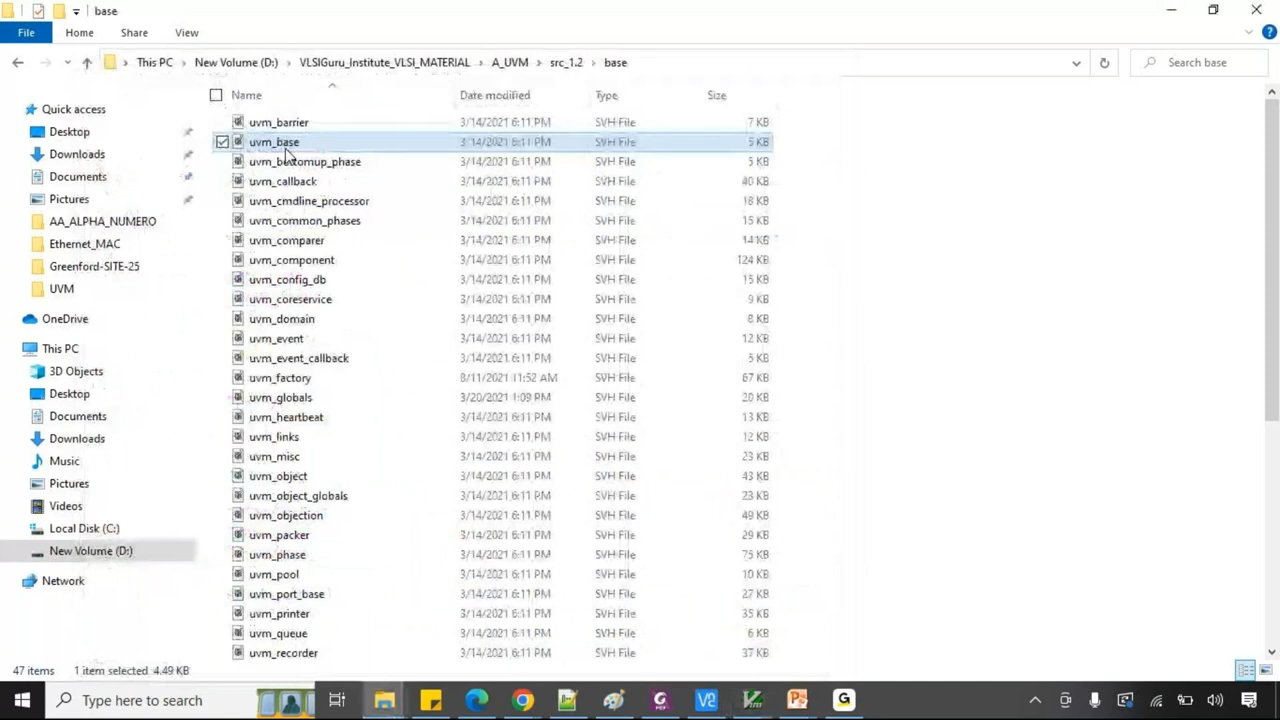 base
File Home Share View
This PC New Volume (D:) VLSIGuru_Institute_VLSI_MATERIAL A_UVM src_1.2 base Search base
Name Date modified Type Size
Quick access
Desktop
Downloads
Documents
Pictures
AA_ALPHA_NUMERO
Ethernet_MAC
Greenford-SITE-25
UVM
OneDrive
This PC
3D Objects
Desktop
Documents
Downloads
Music
Pictures
Videos
Local Disk (C:)
New Volume (D:)
Network
uvm_barrier 3/14/2021 6:11 PM SVH File 7 KB
uvm_base 3/14/2021 6:11 PM SVH File 5 KB
uvm_bottomup_phase 3/14/2021 6:11 PM SVH File 5 KB
uvm_callback 3/14/2021 6:11 PM SVH File 40 KB
uvm_cmdline_processor 3/14/2021 6:11 PM SVH File 18 KB
uvm_common_phases 3/14/2021 6:11 PM SVH File 15 KB
uvm_comparer 3/14/2021 6:11 PM SVH File 14 KB
uvm_component 3/14/2021 6:11 PM SVH File 124 KB
uvm_config_db 3/14/2021 6:11 PM SVH File 15 KB
uvm_coreservice 3/14/2021 6:11 PM SVH File 9 KB
uvm_domain 3/14/2021 6:11 PM SVH File 8 KB
uvm_event 3/14/2021 6:11 PM SVH File 12 KB
uvm_event_callback 3/14/2021 6:11 PM SVH File 5 KB
uvm_factory 8/11/2021 11:52 AM SVH File 67 KB
uvm_globals 3/20/2021 1:09 PM SVH File 20 KB
uvm_heartbeat 3/14/2021 6:11 PM SVH File 13 KB
uvm_links 3/14/2021 6:11 PM SVH File 12 KB
uvm_misc 3/14/2021 6:11 PM SVH File 23 KB
uvm_object 3/14/2021 6:11 PM SVH File 43 KB
uvm_object_globals 3/14/2021 6:11 PM SVH File 23 KB
uvm_objection 3/14/2021 6:11 PM SVH File 49 KB
uvm_packer 3/14/2021 6:11 PM SVH File 29 KB
uvm_phase 3/14/2021 6:11 PM SVH File 75 KB
uvm_pool 3/14/2021 6:11 PM SVH File 10 KB
uvm_port_base 3/14/2021 6:11 PM SVH File 27 KB
uvm_printer 3/14/2021 6:11 PM SVH File 35 KB
uvm_queue 3/14/2021 6:11 PM SVH File 6 KB
uvm_recorder 3/14/2021 6:11 PM SVH File 37 KB
47 items 1 item selected 4.49 KB
Type here to search